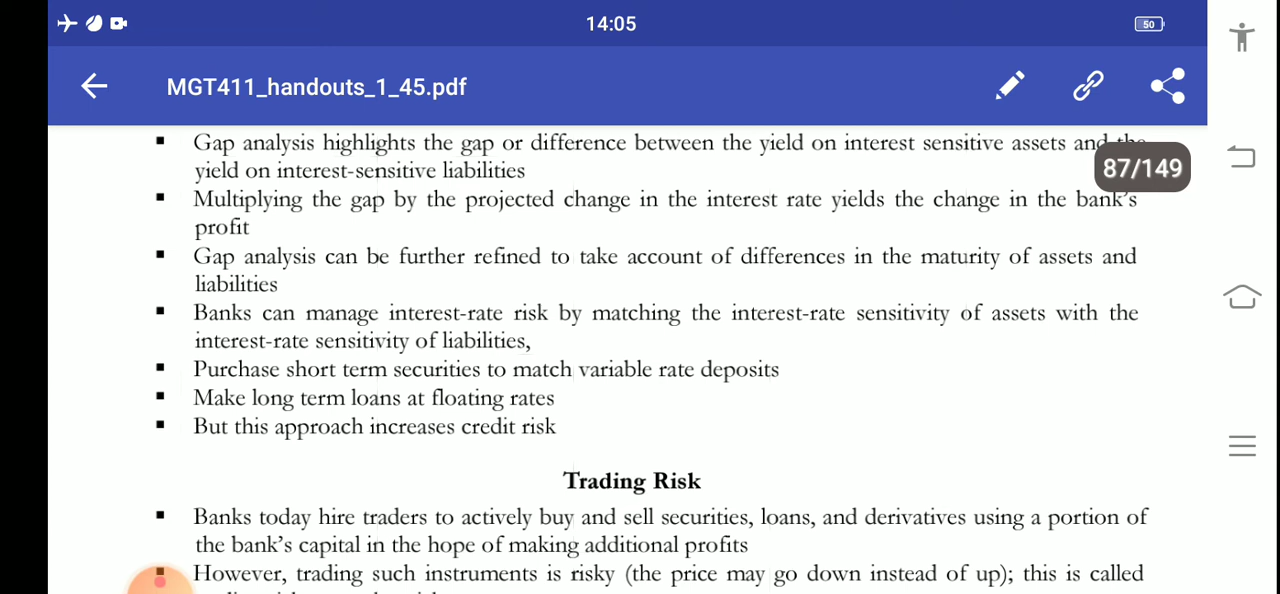 14:05
50
MGT411_handouts_1_45.pdf
▪ Gap analysis highlights the gap or difference between the yield on interest sensitive assets and the
yield on interest-sensitive liabilities
87/149
▪ Multiplying the gap by the projected change in the interest rate yields the change in the bank's
profit
▪ Gap analysis can be further refined to take account of differences in the maturity of assets and
liabilities
▪ Banks can manage interest-rate risk by matching the interest-rate sensitivity of assets with the
interest-rate sensitivity of liabilities,
▪ Purchase short term securities to match variable rate deposits
▪ Make long term loans at floating rates
▪ But this approach increases credit risk
Trading Risk
▪ Banks today hire traders to actively buy and sell securities, loans, and derivatives using a portion of
the bank's capital in the hope of making additional profits
▪ However, trading such instruments is risky (the price may go down instead of up); this is called